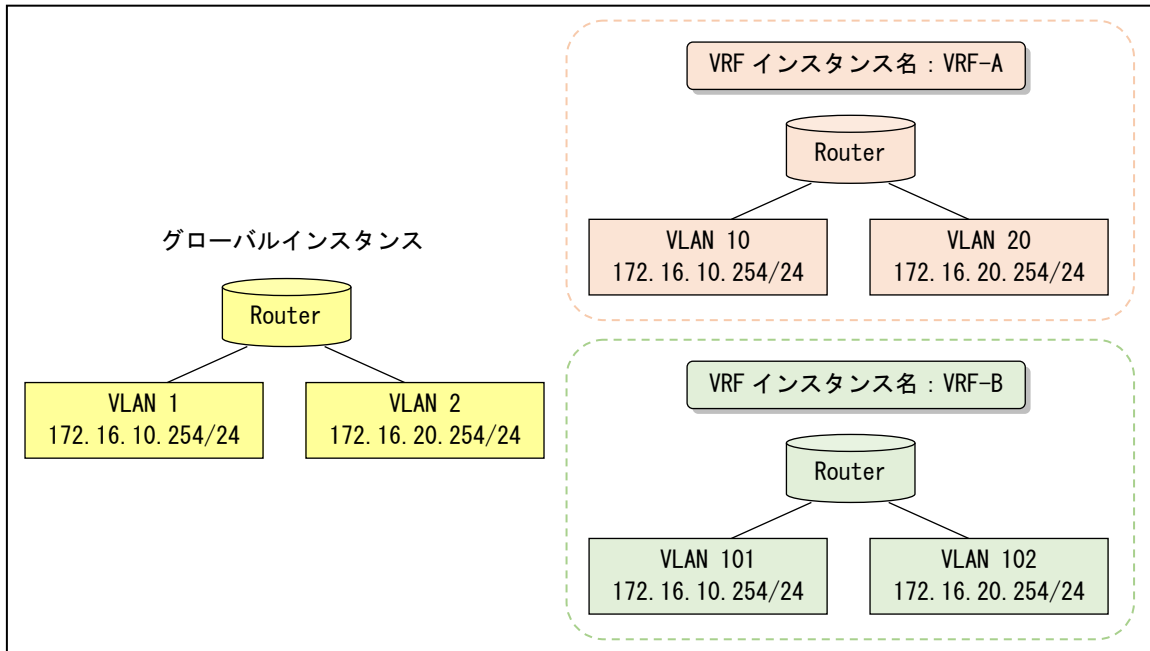 グローバルインスタンス
Router
VLAN 1
172.16.10.254/24
VLAN 2
172.16.20.254/24
VRF インスタンス名：VRF-A
Router
VLAN 10
172.16.10.254/24
VLAN 20
172.16.20.254/24
VRF インスタンス名：VRF-B
Router
VLAN 101
172.16.10.254/24
VLAN 102
172.16.20.254/24